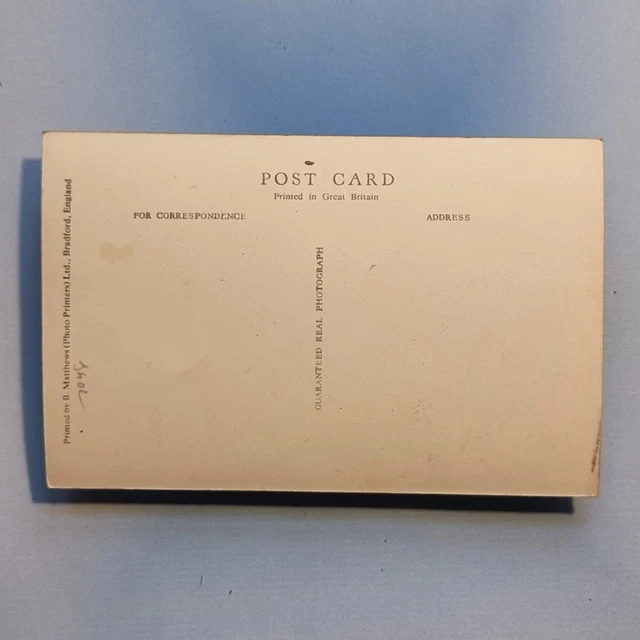 POST CARD
Printed in Great Britain
FOR CORRESPONDENCE
ADDRESS
GUARANTEED REAL PHOTOGRAPH
Printed by B. Matthews (Photo Printers) Ltd., Bradford, England